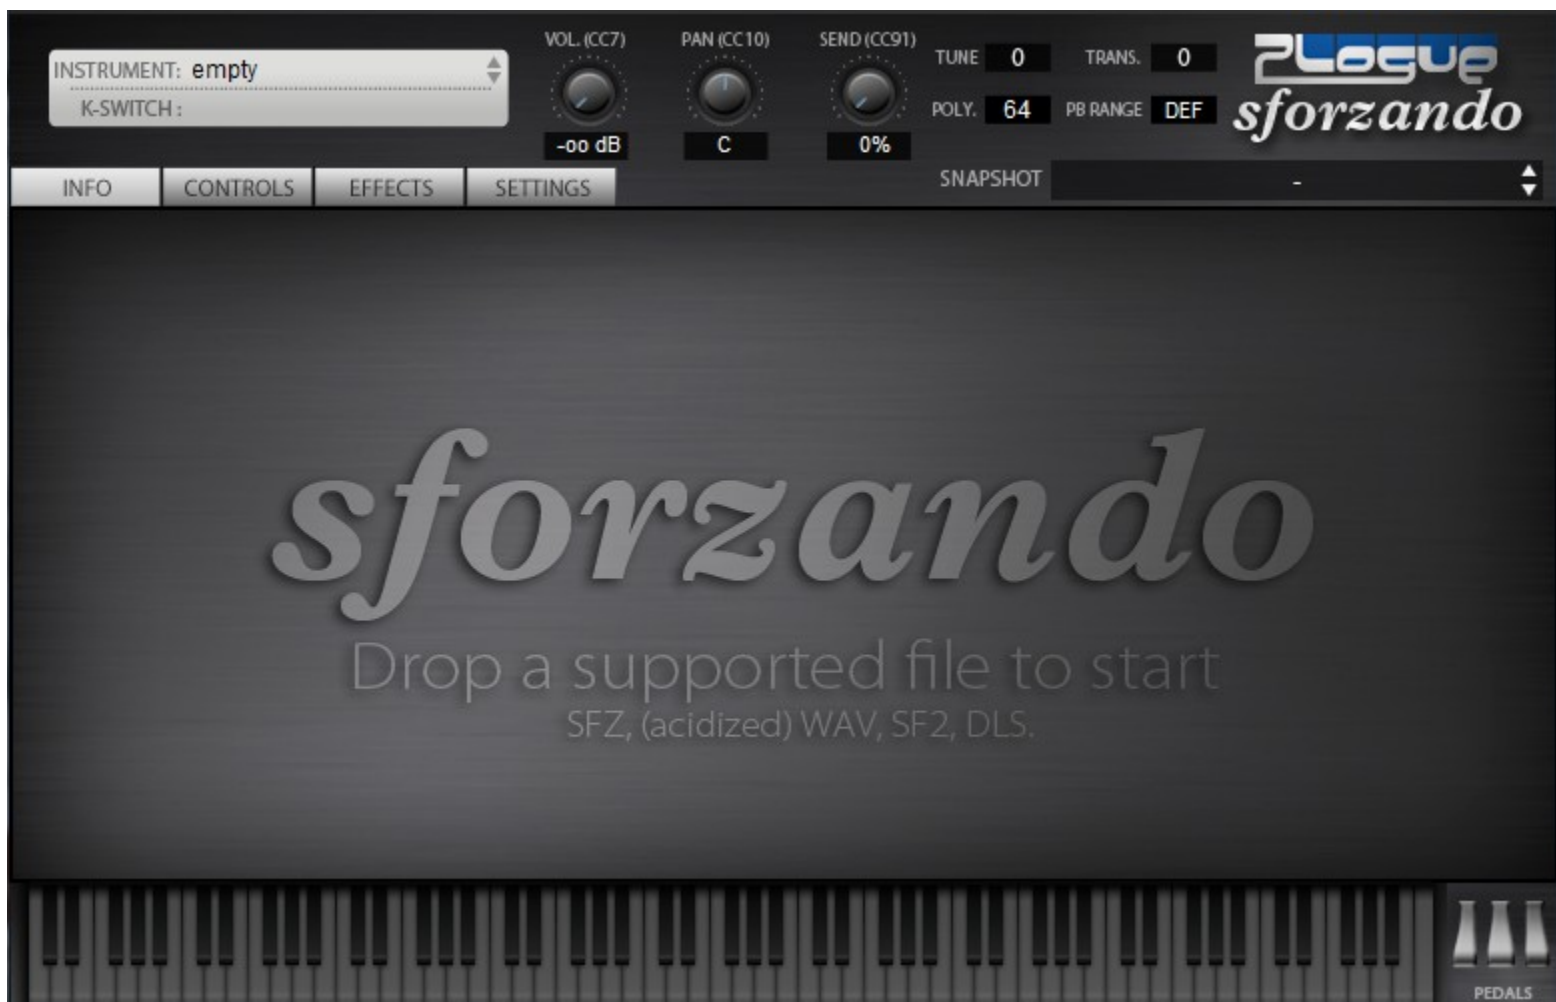 INSTRUMENT: empty
K-SWITCH :
VOL. (CC7)
-oo dB
PAN (CC10)
C
SEND (CC91)
0%
TUNE 0
TRANS. 0
POLY. 64
PB RANGE DEF
PLOGUE
sforzando
INFO
CONTROLS
EFFECTS
SETTINGS
SNAPSHOT -
sforzando
Drop a supported file to start
SFZ, (acidized) WAV, SF2, DLS.
PEDALS